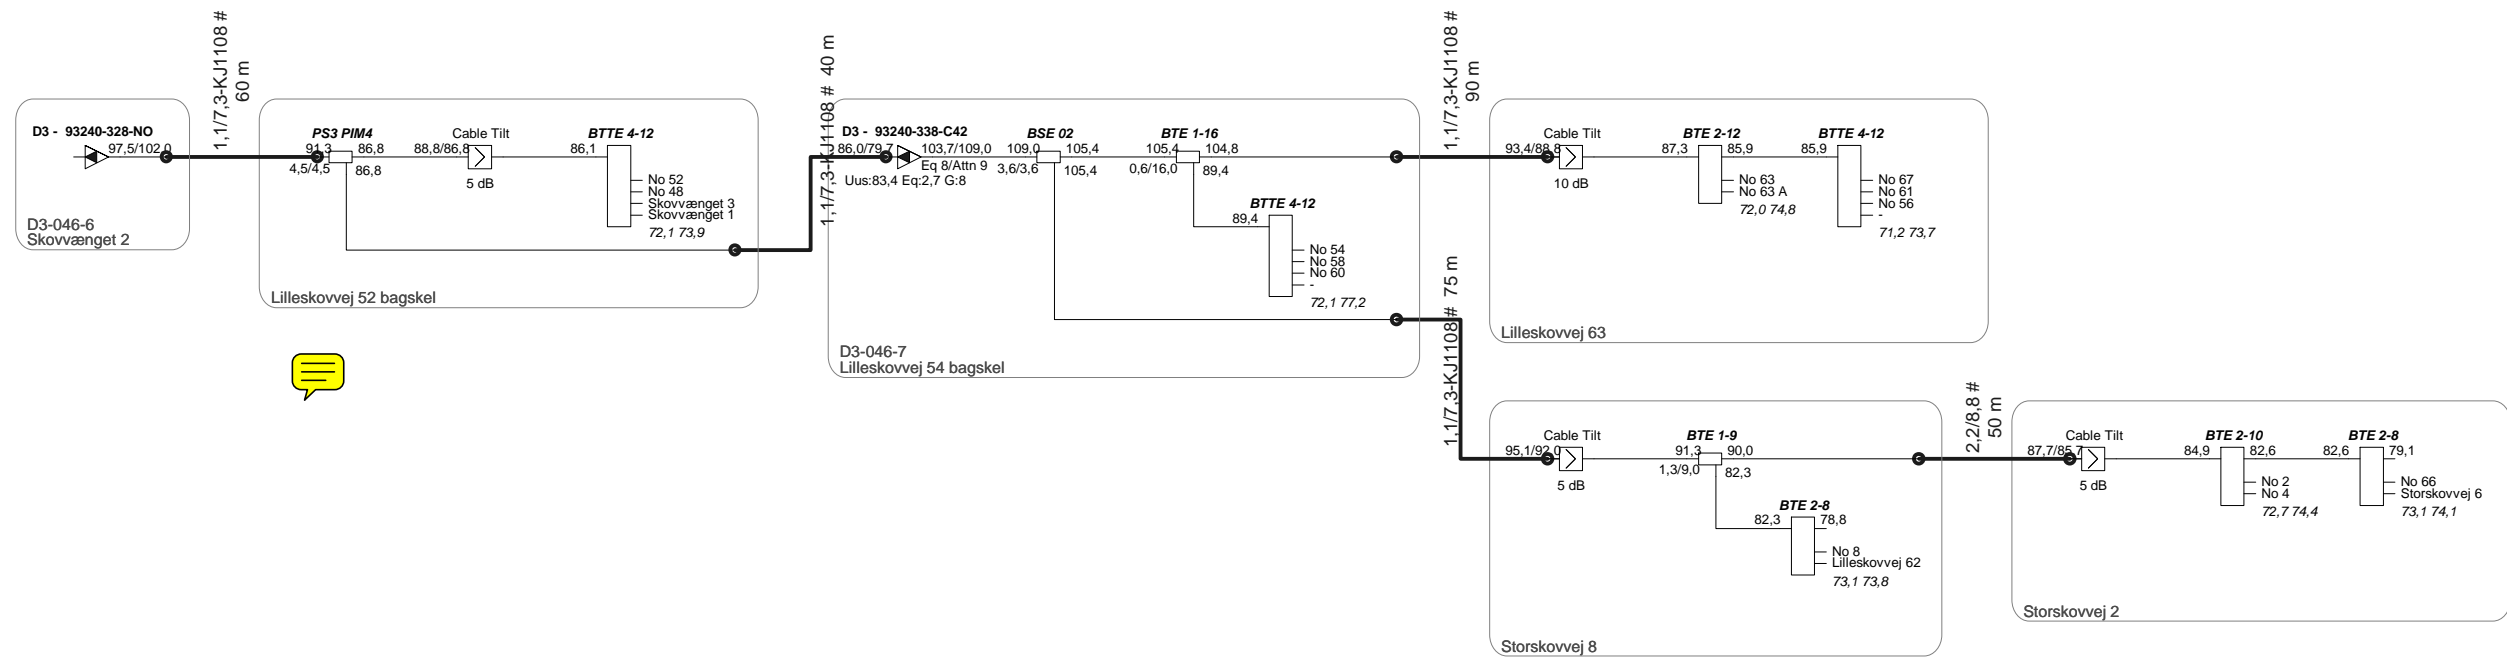 1,1/7,3-KJ1108 #
60 m
D3 - 93240-328-NO
97,5/102,0
D3-046-6
Skovvænget 2
PS3 PIM4
91,3
86,8
4,5/4,5
86,8
Cable Tilt
88,8/86,8
5 dB
BTTE 4-12
86,1
No 52
No 48
Skovvænget 3
Skovvænget 1
72,1 73,9
Lilleskovvej 52 bagskel
1,1/7,3-KJ1108 # 40 m
D3 - 93240-338-C42
86,0/79,7
103,7/109,0
Eq 8/Attn 9
Uus:83,4 Eq:2,7 G:8
BSE 02
109,0
105,4
3,6/3,6
105,4
BTE 1-16
105,4
104,8
0,6/16,0
89,4
BTTE 4-12
89,4
No 54
No 58
No 60
-
72,1 77,2
D3-046-7
Lilleskovvej 54 bagskel
1,1/7,3-KJ1108 #
90 m
Cable Tilt
93,4/88,8
10 dB
BTE 2-12
87,3
85,9
No 63
No 63 A
72,0 74,8
BTTE 4-12
85,9
No 67
No 61
No 56
-
71,2 73,7
Lilleskovvej 63
1,1/7,3-KJ1108 # 75 m
Cable Tilt
95,1/92,0
5 dB
BTE 1-9
91,3
90,0
1,3/9,0
82,3
BTE 2-8
82,3
78,8
No 8
Lilleskovvej 62
73,1 73,8
Storskovvej 8
2,2/8,8 #
50 m
Cable Tilt
87,7/85,7
5 dB
BTE 2-10
84,9
82,6
No 2
No 4
72,7 74,4
BTE 2-8
82,6
79,1
No 66
Storskovvej 6
73,1 74,1
Storskovvej 2